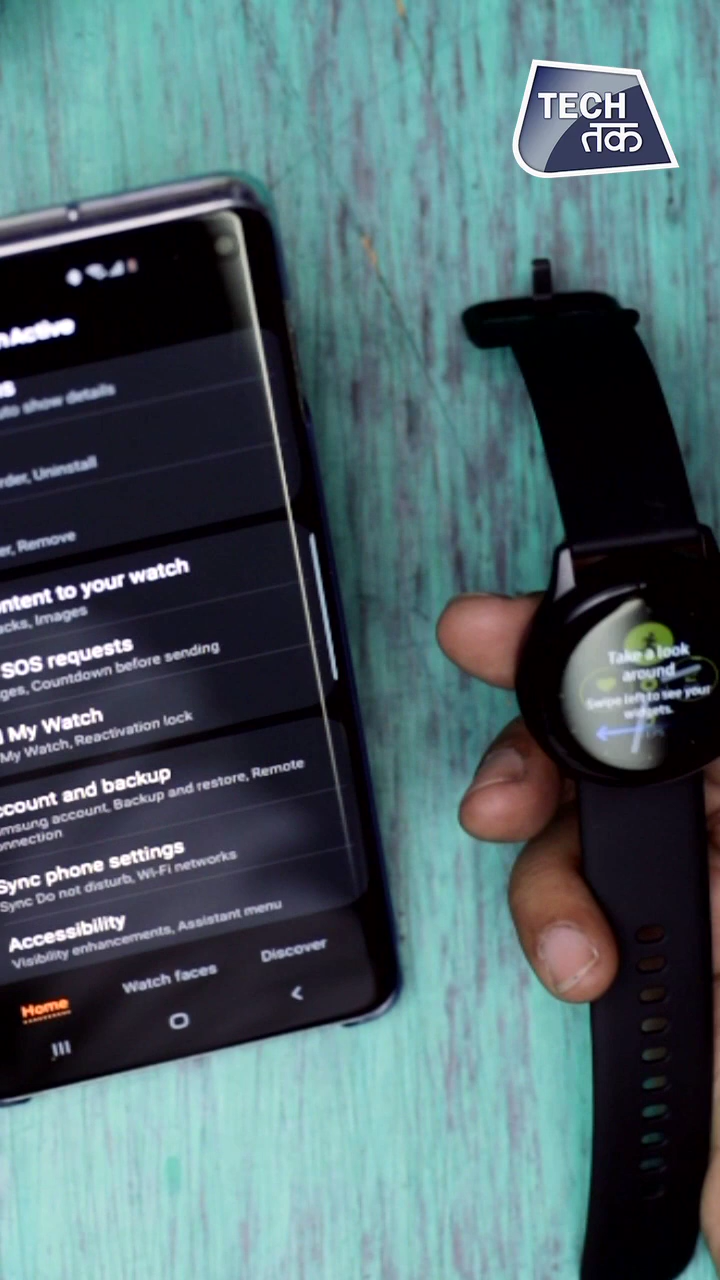 TECH
तक
nActive
uto show details
rder, Uninstall
er, Remove
ntent to your watch
acks, Images
SOS requests
ges, Countdown before sending
My Watch
My Watch, Reactivation lock
ccount and backup
msung account, Backup and restore, Remote
onnection
Sync phone settings
Sync Do not disturb, Wi-Fi networks
Accessibility
Visibility enhancements, Assistant menu
Home
Watch faces
Discover
Take a look
around
Swipe left to see your
widgets.